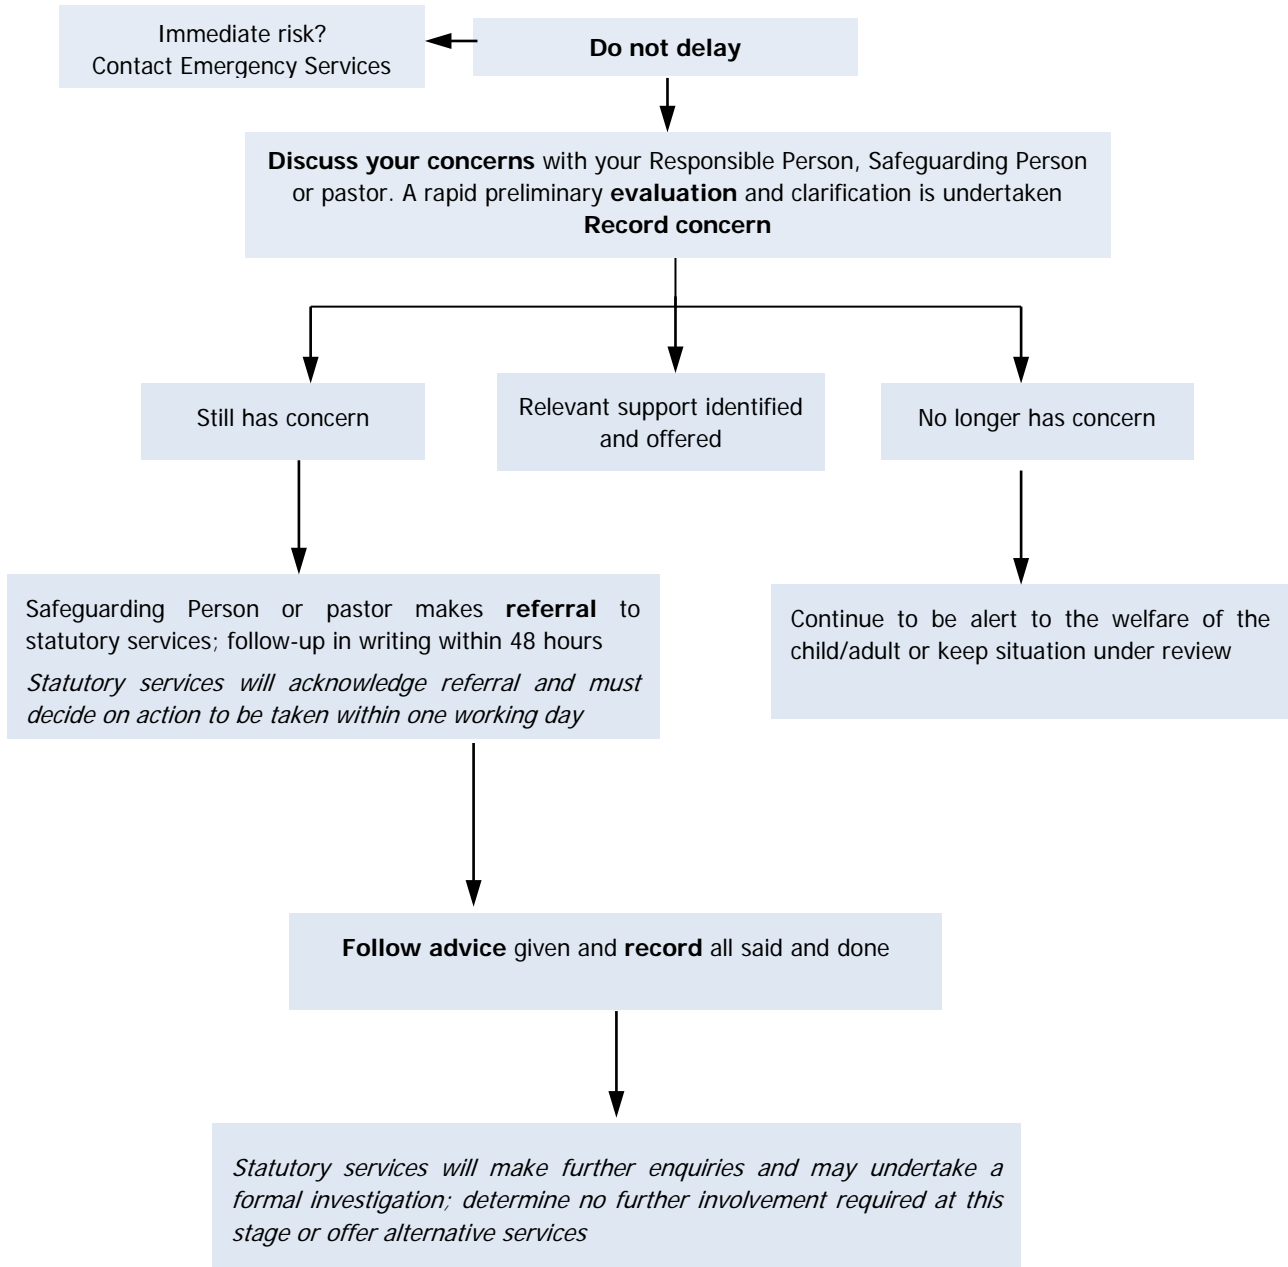 Immediate risk?
Contact Emergency Services
Do not delay
Discuss your concerns with your Responsible Person, Safeguarding Person
or pastor. A rapid preliminary evaluation and clarification is undertaken
Record concern
Still has concern
Relevant support identified
and offered
No longer has concern
Safeguarding Person or pastor makes referral to
statutory services; follow-up in writing within 48 hours
Statutory services will acknowledge referral and must
decide on action to be taken within one working day
Continue to be alert to the welfare of the
child/adult or keep situation under review
Follow advice given and record all said and done
Statutory services will make further enquiries and may undertake a
formal investigation; determine no further involvement required at this
stage or offer alternative services